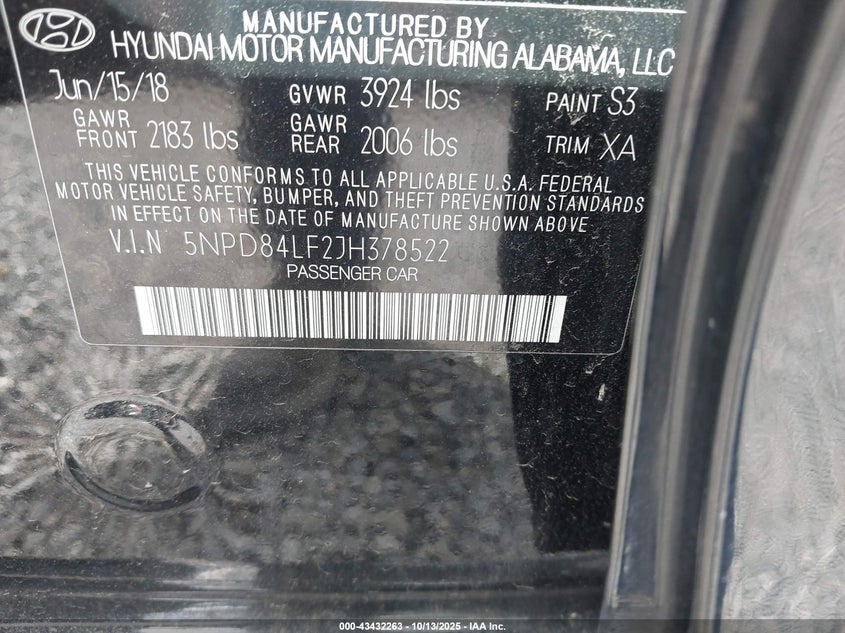 MANUFACTURED BY
HYUNDAI MOTOR MANUFACTURING ALABAMA, LLC
Jun/15/18 GVWR 3924 lbs PAINT S3
GAWR FRONT 2183 lbs GAWR REAR 2006 lbs TRIM XA
THIS VEHICLE CONFORMS TO ALL APPLICABLE U.S.A. FEDERAL
MOTOR VEHICLE SAFETY, BUMPER, AND THEFT PREVENTION STANDARDS
IN EFFECT ON THE DATE OF MANUFACTURE SHOWN ABOVE
V.I.N 5NPD84LF2JH378522
PASSENGER CAR
000-43432263 - 10/13/2025 - IAA Inc.